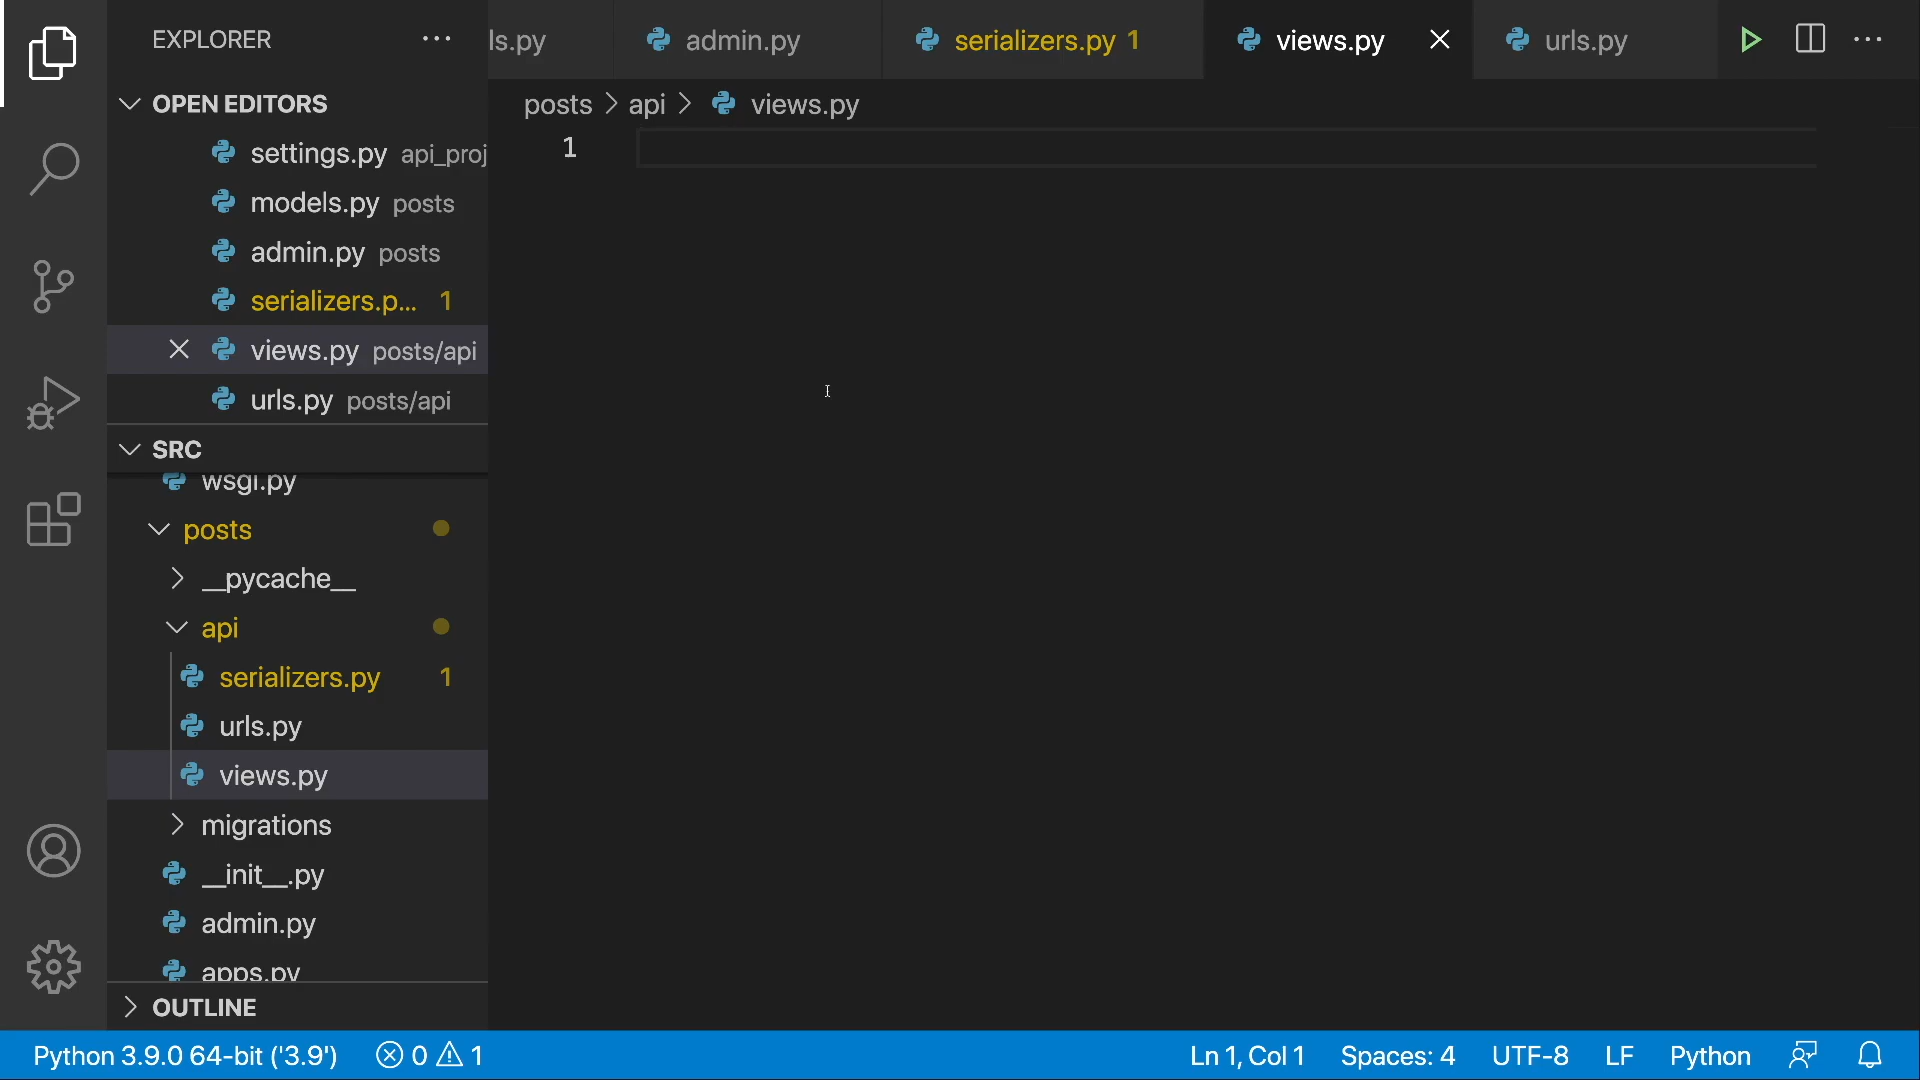 EXPLORER
ls.py
admin.py
serializers.py 1
views.py
urls.py
OPEN EDITORS
posts > api > views.py
settings.py api_proj
1
models.py posts
admin.py posts
serializers.p... 1
views.py posts/api
urls.py posts/api
SRC
wsgi.py
posts
__pycache__
api
serializers.py 1
urls.py
views.py
migrations
__init__.py
admin.py
apps.py
OUTLINE
Python 3.9.0 64-bit ('3.9') 0 1 Ln 1, Col 1 Spaces: 4 UTF-8 LF Python